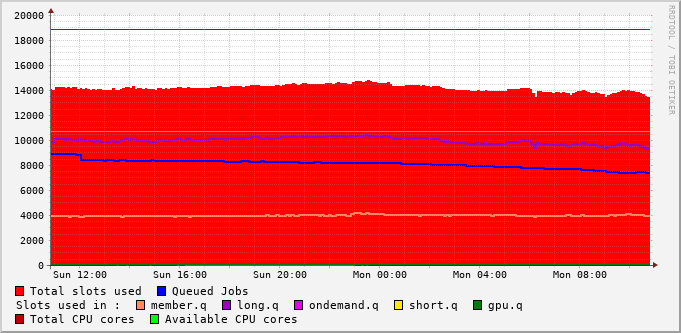 20000
18000
16000
14000
12000
10000
8000
6000
4000
2000
0
Sun 12:00 Sun 16:00 Sun 20:00 Mon 00:00 Mon 04:00 Mon 08:00
Total slots used Queued Jobs
Slots used in : member.q long.q ondemand.q short.q gpu.q
Total CPU cores Available CPU cores
RRDTOOL / TOBI OETIKER